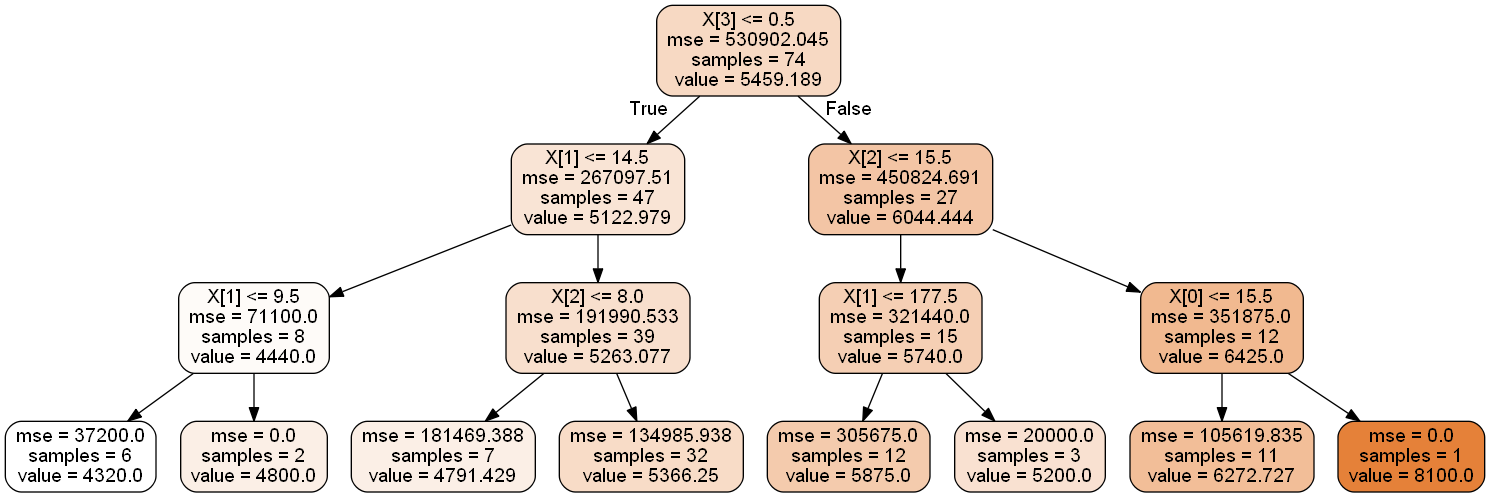 X[3] <= 0.5
mse = 530902.045
samples = 74
value = 5459.189
True
False
X[1] <= 14.5
mse = 267097.51
samples = 47
value = 5122.979
X[2] <= 15.5
mse = 450824.691
samples = 27
value = 6044.444
X[1] <= 9.5
mse = 71100.0
samples = 8
value = 4440.0
X[2] <= 8.0
mse = 191990.533
samples = 39
value = 5263.077
X[1] <= 177.5
mse = 321440.0
samples = 15
value = 5740.0
X[0] <= 15.5
mse = 351875.0
samples = 12
value = 6425.0
mse = 37200.0
samples = 6
value = 4320.0
mse = 0.0
samples = 2
value = 4800.0
mse = 181469.388
samples = 7
value = 4791.429
mse = 134985.938
samples = 32
value = 5366.25
mse = 305675.0
samples = 12
value = 5875.0
mse = 20000.0
samples = 3
value = 5200.0
mse = 105619.835
samples = 11
value = 6272.727
mse = 0.0
samples = 1
value = 8100.0